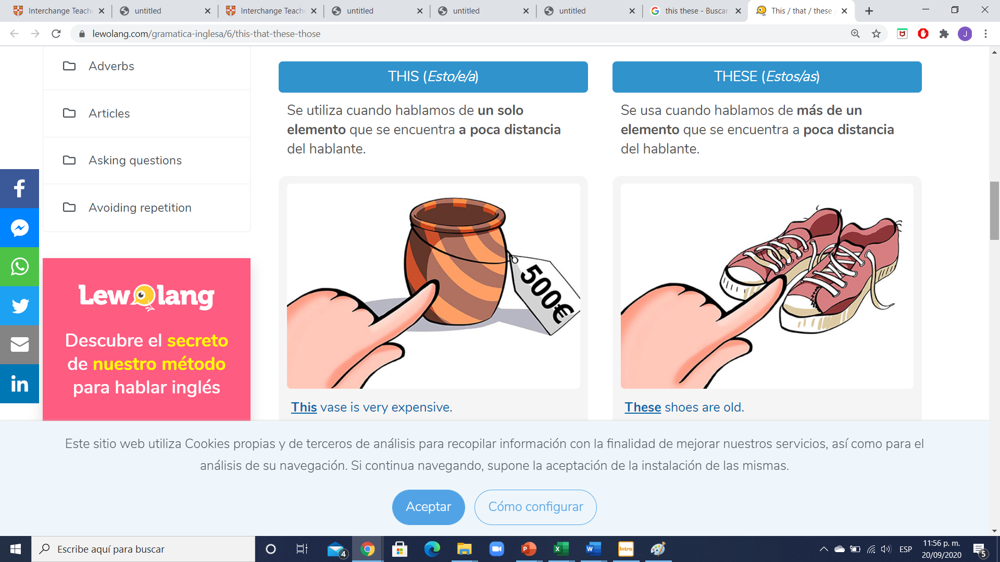 Interchange Teach
untitled
Interchange Teach
untitled
untitled
untitled
this these - Buscar
This / that / these /
lewolang.com/gramatica-inglesa/6/this-that-these-those
J
Adverbs
Articles
Asking questions
Avoiding repetition
Lewolang
Descubre el secreto
de nuestro método
para hablar inglés
THIS (Esto/e/a)
Se utiliza cuando hablamos de un solo
elemento que se encuentra a poca distancia
del hablante.
500€
This vase is very expensive.
THESE (Estos/as)
Se usa cuando hablamos de más de un
elemento que se encuentra a poca distancia
del hablante.
These shoes are old.
Este sitio web utiliza Cookies propias y de terceros de análisis para recopilar información con la finalidad de mejorar nuestros servicios, así como para el
análisis de su navegación. Si continua navegando, supone la aceptación de la instalación de las mismas.
Aceptar
Cómo configurar
Escribe aquí para buscar
4
Intro
ESP
11:56 p. m.
20/09/2020
5